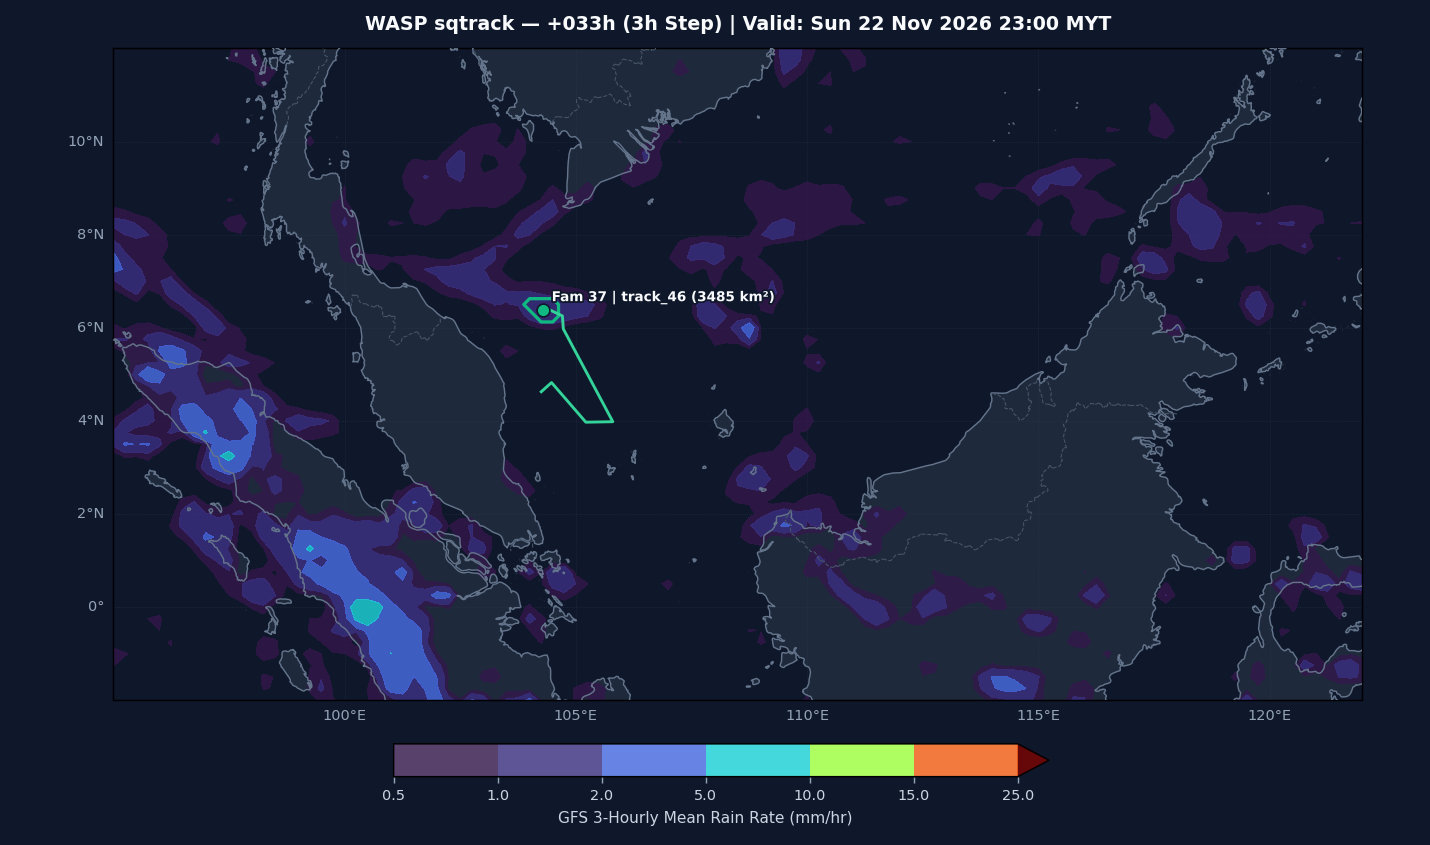 WASP sqtrack — +033h (3h Step) | Valid: Sun 22 Nov 2026 23:00 MYT
10°N
8°N
Fam 37 | track_46 (3485 km²)
6°N
4°N
2°N
0°
100°E 105°E 110°E 115°E 120°E
0.5 1.0 2.0 5.0 10.0 15.0 25.0
GFS 3-Hourly Mean Rain Rate (mm/hr)